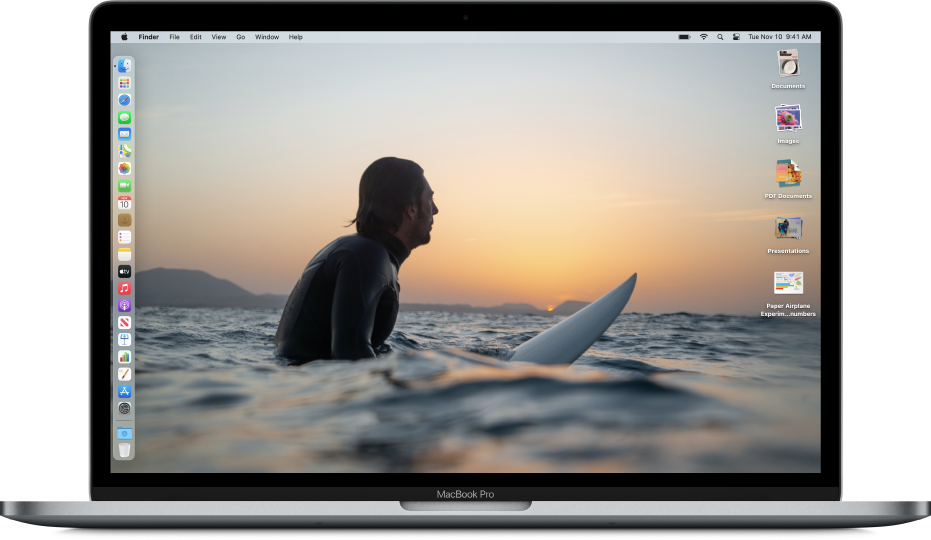 Finder File Edit View Go Window Help Tue Nov 10 9:41 AM
Documents
Images
PDF Documents
Presentations
Paper Airplane
Experim...numbers
10
tv
MacBook Pro